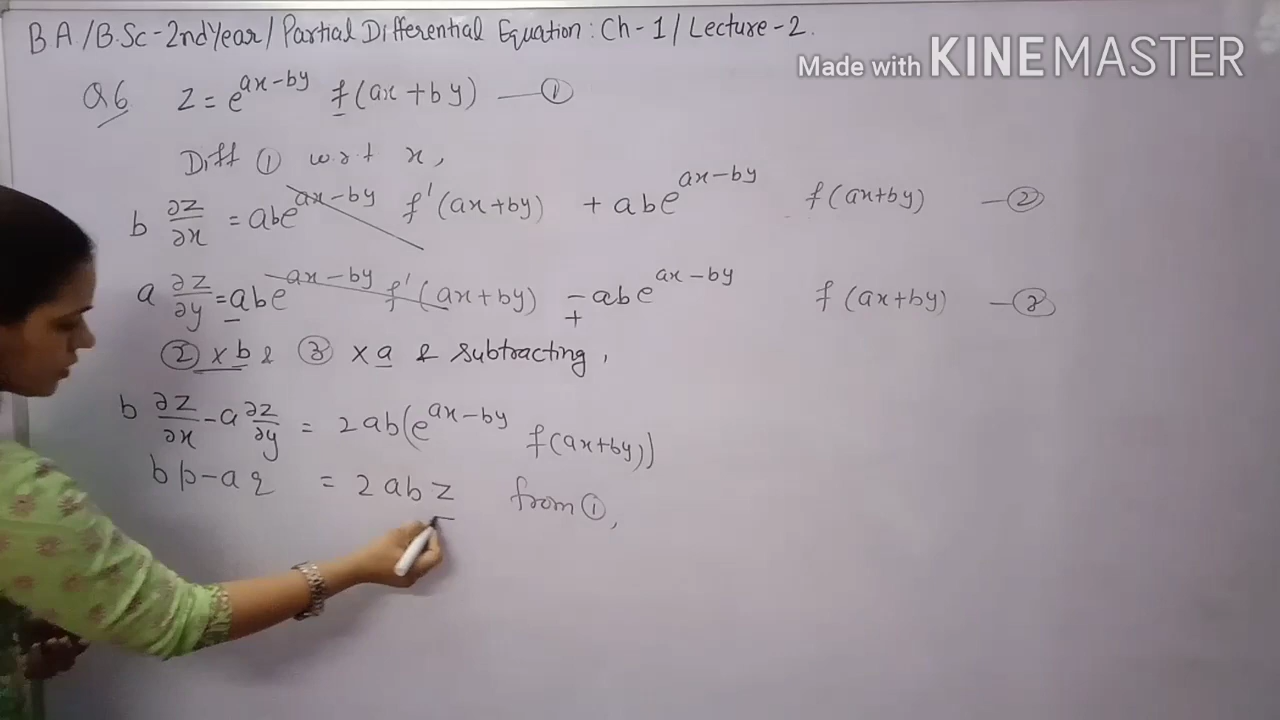 BA/B.Sc-2nd Year/Partial Differential Equation: Ch-1/Lecture-2.
Made with KINEMASTER
Q6 z = e^{ax-by} f(ax+by) —①
Diff ① w.r.t x,
b ∂z/∂x = abe^{ax-by} f'(ax+by) + abe^{ax-by} f(ax+by) —②
a ∂z/∂y = abe^{ax-by} f'(ax+by) - abe^{ax-by} f(ax+by) —③
+
② × b & ③ × a & subtracting,
b ∂z/∂x - a ∂z/∂y = 2ab(e^{ax-by} f(ax+by))
bp - aq = 2abz from ①,